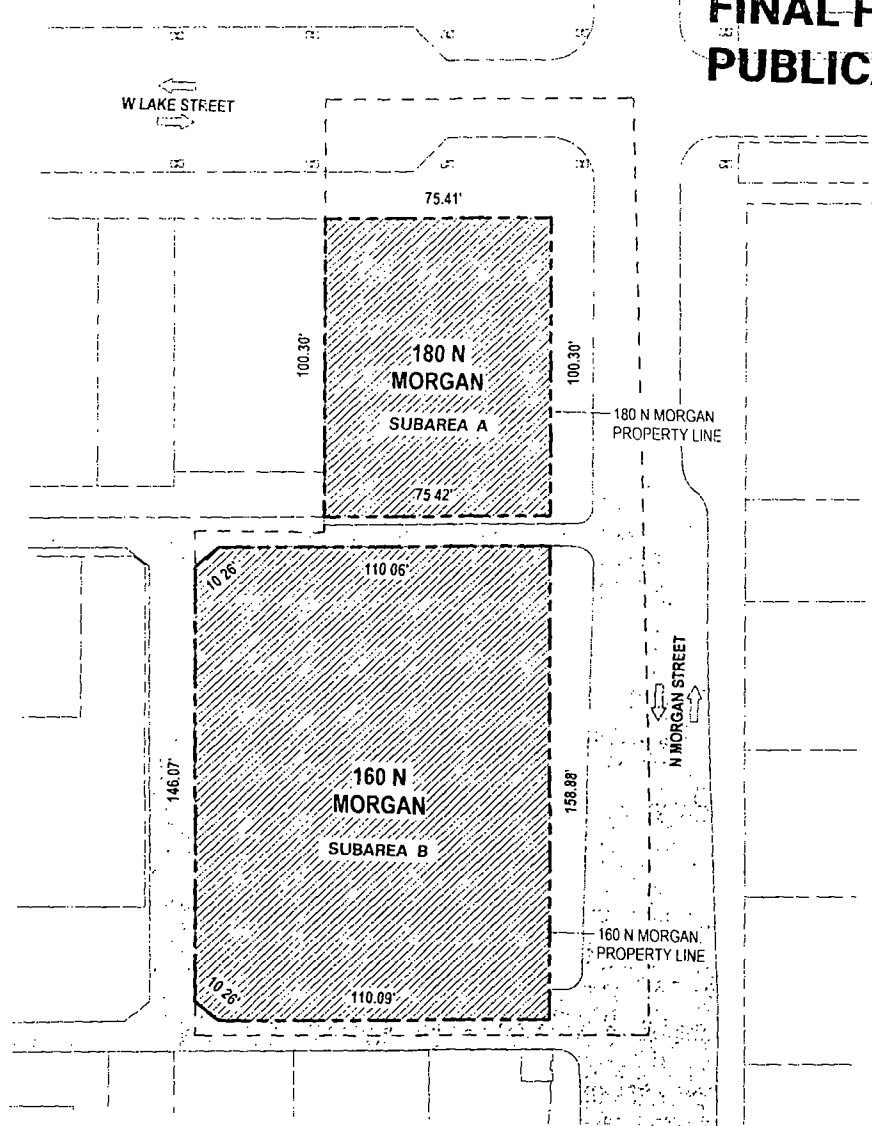 FINAL F
PUBLICA
W LAKE STREET
75.41'
100.30'
180 N
MORGAN
SUBAREA A
100.30'
180 N MORGAN
PROPERTY LINE
75 42'
10 26'
110 06'
N MORGAN STREET
146.07'
160 N
MORGAN
SUBAREA B
158.88'
160 N MORGAN
PROPERTY LINE
10 26'
110.09'